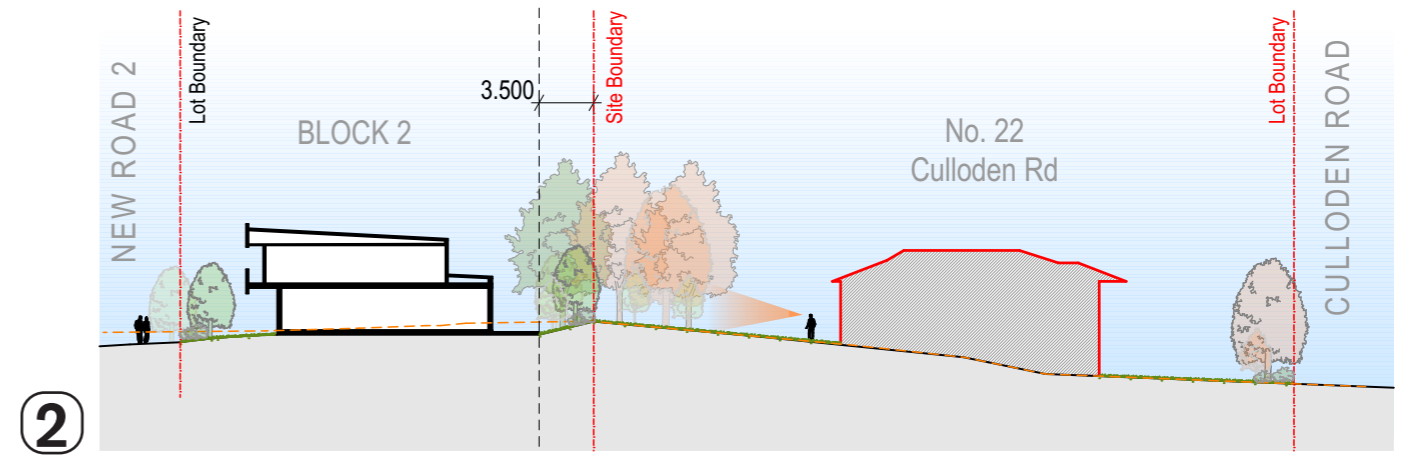 NEW ROAD 2
Lot Boundary
BLOCK 2
3.500
Site Boundary
No. 22
Culloden Rd
Lot Boundary
CULLODEN ROAD
2